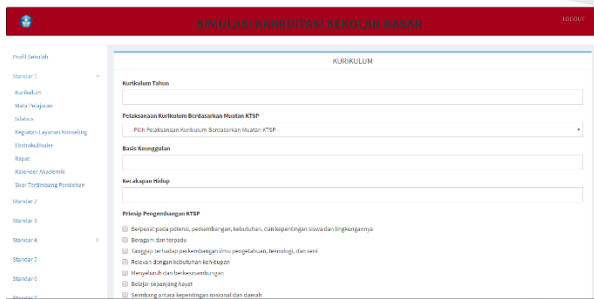 SIMULASI AKREDITASI SEKOLAH DASAR
LOGOUT
Profil Sekolah
Standar 1
Kurikulum
Mata Pelajaran
Silabus
Kegiatan Layanan Konseling
Ekstrakulikuler
Rapat
Kalender Akademik
Skor Tertimbang Perolehan
Standar 2
Standar 3
Standar 4
Standar 5
Standar 6
KURIKULUM
Kurikulum Tahun
Pelaksanaan Kurikulum Berdasarkan Muatan KTSP
- Pilih Pelaksanaan Kurikulum Berdasarkan Muatan KTSP -
Basis Keunggulan
Kecakapan Hidup
Prinsip Pengembangan KTSP
Berpusat pada potensi, perkembangan, kebutuhan, dan kepentingan siswa dan lingkungannya
Beragam dan terpadu
Tanggap terhadap perkembangan ilmu pengetahuan, teknologi, dan seni
Relevan dengan kebutuhan kehidupan
Menyeluruh dan berkesinambungan
Belajar sepanjang hayat
Seimbang antara kepentingan nasional dan daerah